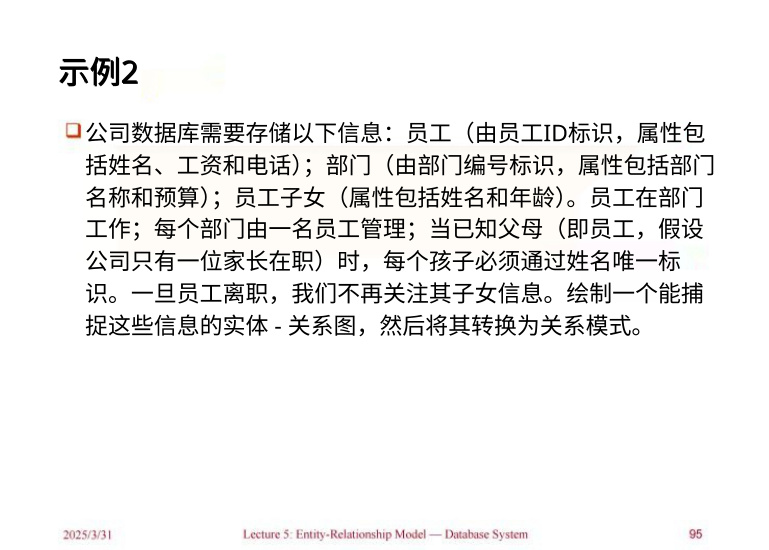 示例2
公司数据库需要存储以下信息：员工（由员工ID标识，属性包
括姓名、工资和电话）；部门（由部门编号标识，属性包括部门
名称和预算）；员工子女（属性包括姓名和年龄）。员工在部门
工作；每个部门由一名员工管理；当已知父母（即员工，假设
公司只有一位家长在职）时，每个孩子必须通过姓名唯一标
识。一旦员工离职，我们不再关注其子女信息。绘制一个能捕
捉这些信息的实体 - 关系图，然后将其转换为关系模式。
2025/3/31
Lecture 5: Entity-Relationship Model — Database System
95